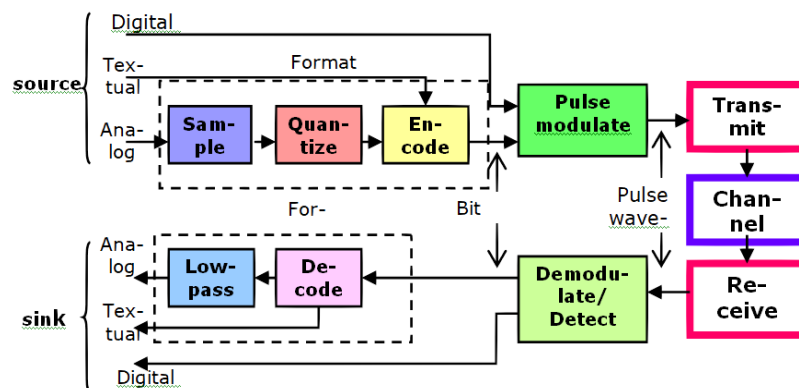 Digital
Tex-
tual
Format
source
Ana-
log
Sam-
ple
Quan-
tize
En-
code
Pulse
modulate
Trans-
mit
For-
Bit
Pulse
wave-
Chan-
nel
Ana-
log
Low-
pass
De-
code
Demodu-
late/
Detect
Re-
ceive
sink
Tex-
tual
Digital